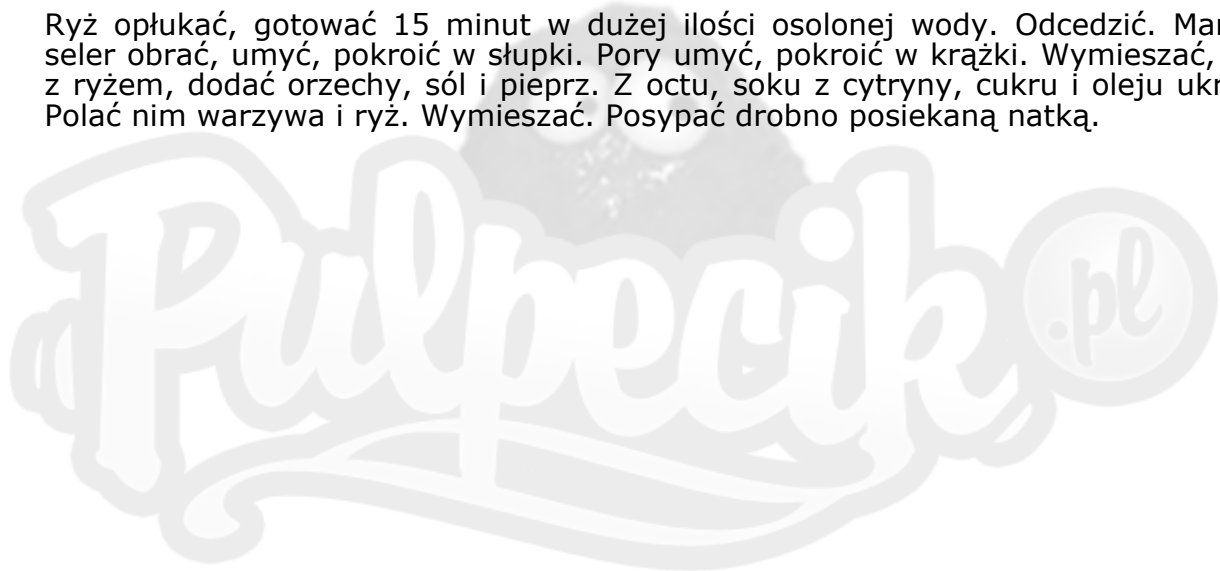 Ryż opłukać, gotować 15 minut w dużej ilości osolonej wody. Odcedzić.
seler obrać, umyć, pokroić w słupki. Pory umyć, pokroić w krążki. Wymieszać,
z ryżem, dodać orzechy, sól i pieprz. Z octu, soku z cytryny, cukru i oleju
Polać nim warzywa i ryż. Wymieszać. Posypać drobno posiekaną natką.
Pulpecik.pl